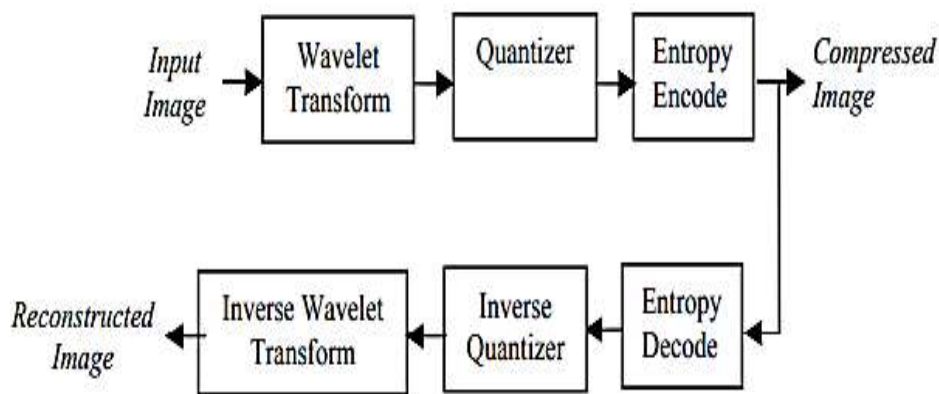 Input
Image
Wavelet
Transform
Quantizer
Entropy
Encode
Compressed
Image
Reconstructed
Image
Inverse Wavelet
Transform
Inverse
Quantizer
Entropy
Decode